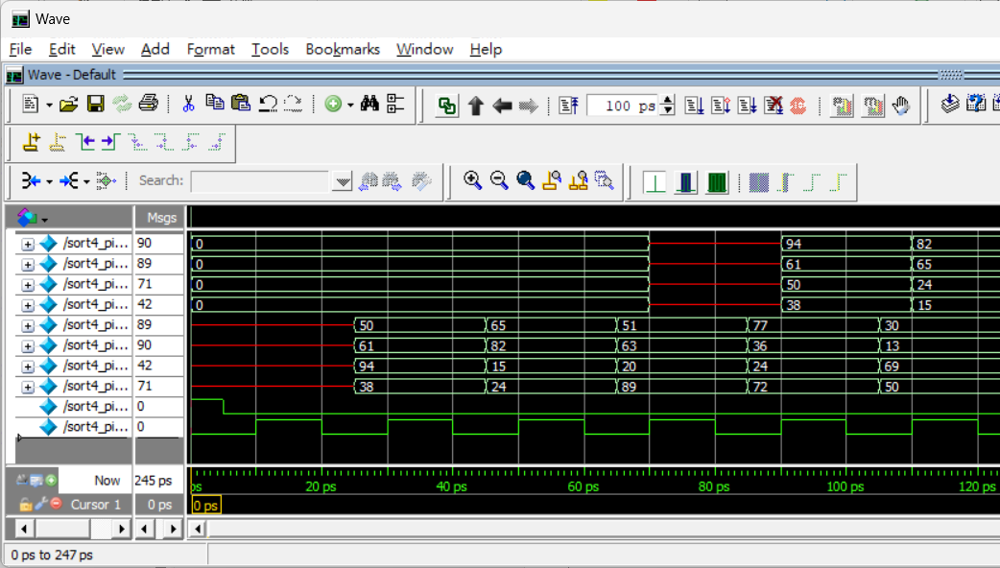 Wave
File Edit View Add Format Tools Bookmarks Window Help
Wave - Default
100 ps
Search:
Msgs
/sort4_pi... 90 0 94 82
/sort4_pi... 89 0 61 65
/sort4_pi... 71 0 50 24
/sort4_pi... 42 0 38 15
/sort4_pi... 89 50 65 51 77 30
/sort4_pi... 90 61 82 63 36 13
/sort4_pi... 42 94 15 20 24 69
/sort4_pi... 71 38 24 89 72 50
/sort4_pi... 0
/sort4_pi... 0
Now 245 ps ps 20 ps 40 ps 60 ps 80 ps 100 ps 120 ps
Cursor 1 0 ps 0 ps
0 ps to 247 ps